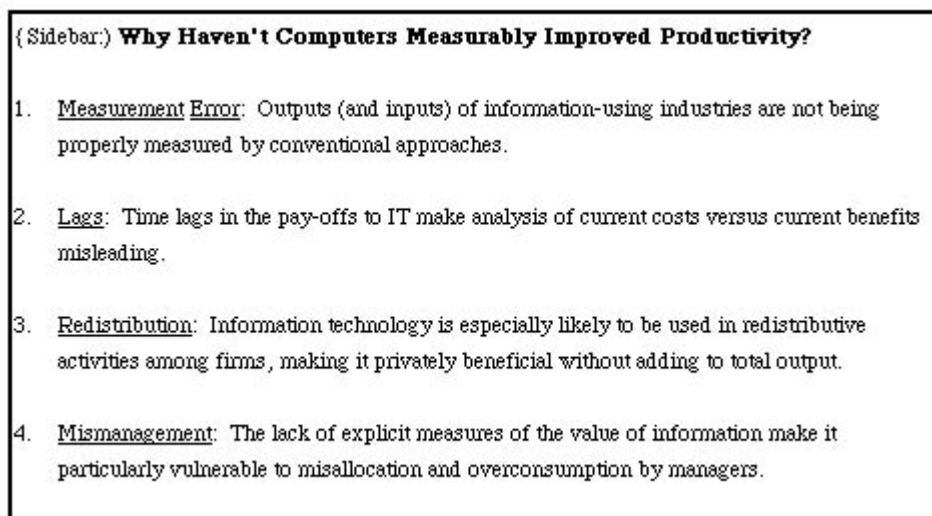 {Sidebar:) Why Haven't Computers Measurably Improved Productivity?
1. Measurement Error: Outputs (and inputs) of information-using industries are not being
properly measured by conventional approaches.
2. Lags: Time lags in the pay-offs to IT make analysis of current costs versus current benefits
misleading.
3. Redistribution: Information technology is especially likely to be used in redistributive
activities among firms, making it privately beneficial without adding to total output.
4. Mismanagement: The lack of explicit measures of the value of information make it
particularly vulnerable to misallocation and overconsumption by managers.